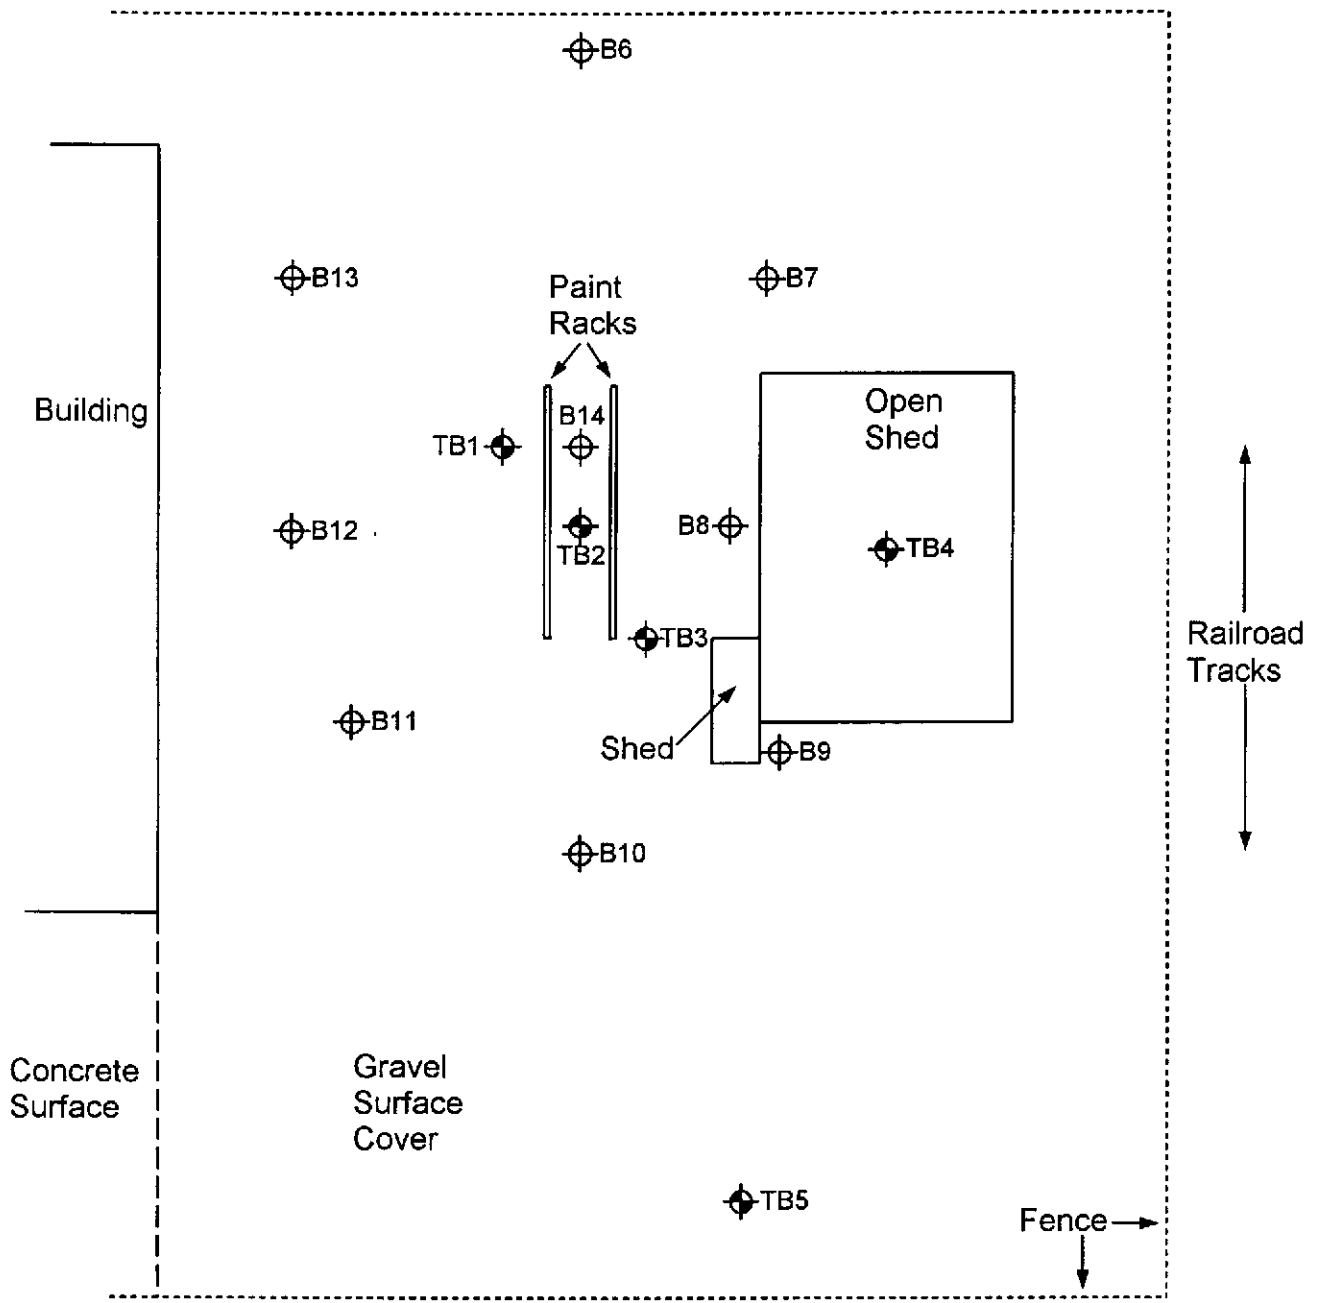 B6
B13
Paint
Racks
B7
Building
Open
Shed
B14
TB1
B12
B8
TB2
TB4
TB3
Railroad
Tracks
B11
Shed
B9
B10
Concrete
Surface
Gravel
Surface
Cover
TB5
Fence